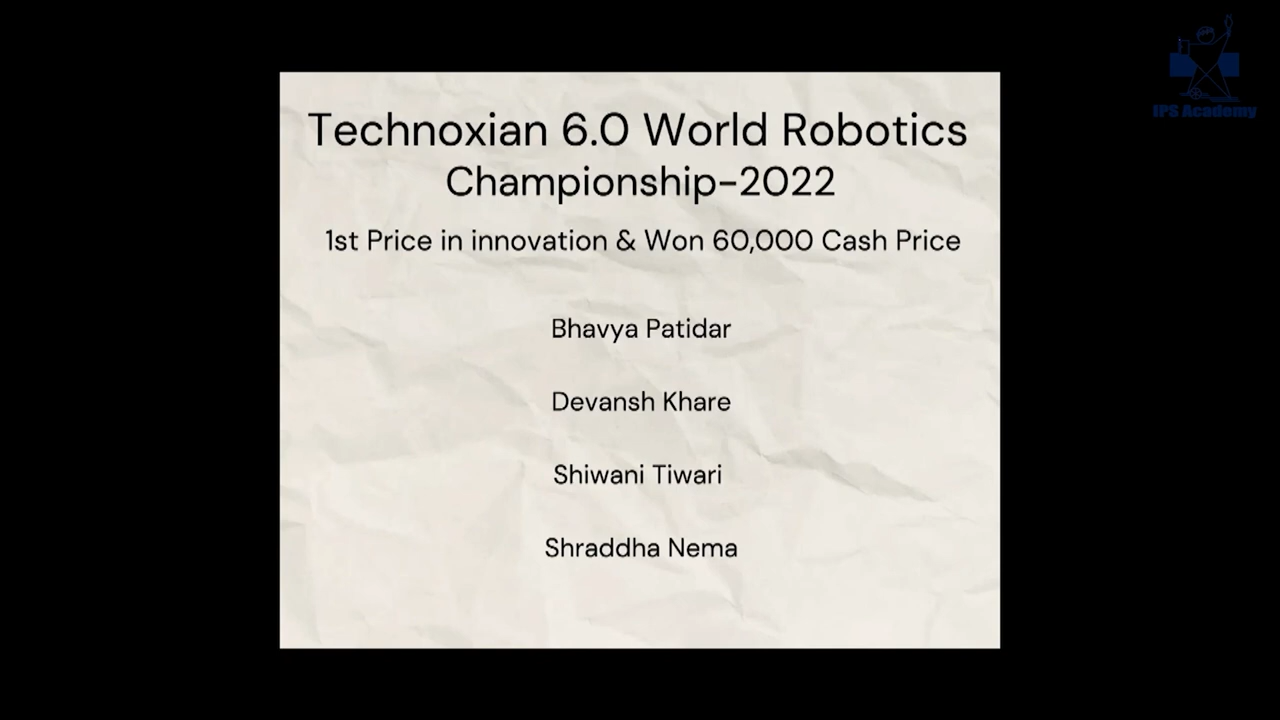 IPS Academy
Technoxian 6.0 World Robotics
Championship-2022
1st Price in innovation & Won 60,000 Cash Price
Bhavya Patidar
Devansh Khare
Shiwani Tiwari
Shraddha Nema